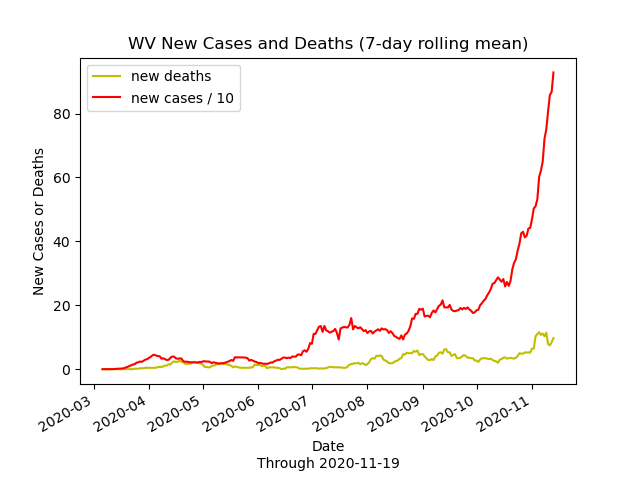 WV New Cases and Deaths (7-day rolling mean)
new deaths
new cases / 10
New Cases or Deaths
80
60
40
20
0
2020-03
2020-04
2020-05
2020-06
2020-07
2020-08
2020-09
2020-10
2020-11
Date
Through 2020-11-19